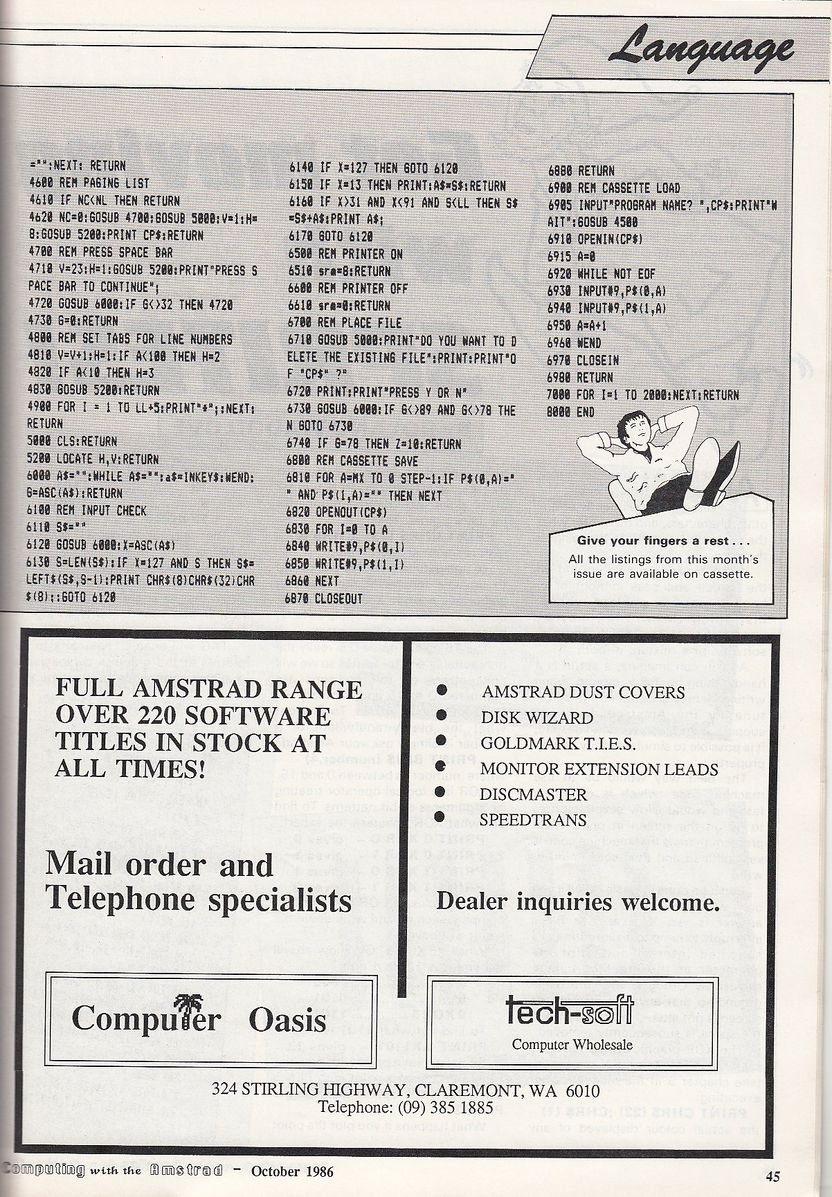 Language
="":NEXT: RETURN
4600 REM PAGING LIST
4610 IF NC<NL THEN RETURN
4620 NC=0:GOSUB 4700:GOSUB 5000:V=1:H=
8:GOSUB 5200:PRINT CP$:RETURN
4700 REM PRESS SPACE BAR
4710 V=23:H=1:GOSUB 5200:PRINT"PRESS S
PACE BAR TO CONTINUE";
4720 GOSUB 6000:IF G<>32 THEN 4720
4730 G=0:RETURN
4800 REM SET TABS FOR LINE NUMBERS
4810 V=V+1:H=1:IF A<100 THEN H=2
4820 IF A<10 THEN H=3
4830 GOSUB 5200:RETURN
4900 FOR I = 1 TO LL+5:PRINT"*";:NEXT:
RETURN
5000 CLS:RETURN
5200 LOCATE H,V:RETURN
6000 A$="":WHILE A$="":a$=INKEY$:WEND:
G=ASC(A$):RETURN
6100 REM INPUT CHECK
6110 S$=""
6120 GOSUB 6000:X=ASC(A$)
6130 S=LEN(S$):IF X=127 AND S THEN S$=
LEFT$(S$,S-1):PRINT CHR$(8)CHR$(32)CHR
$(8);:GOTO 6120
6140 IF X=127 THEN GOTO 6120
6150 IF X=13 THEN PRINT:A$=S$:RETURN
6160 IF X>31 AND X<91 AND S<LL THEN S$
=S$+A$:PRINT A$;
6170 GOTO 6120
6500 REM PRINTER ON
6510 sra=8:RETURN
6600 REM PRINTER OFF
6610 sra=0:RETURN
6700 REM PLACE FILE
6710 GOSUB 5000:PRINT"DO YOU WANT TO D
ELETE THE EXISTING FILE":PRINT:PRINT"O
F "CP$" ?"
6720 PRINT:PRINT"PRESS Y OR N"
6730 GOSUB 6000:IF G<>89 AND G<>78 THE
N GOTO 6730
6740 IF G=78 THEN Z=10:RETURN
6800 REM CASSETTE SAVE
6810 FOR A=MX TO 0 STEP-1:IF P$(0,A)="
" AND P$(1,A)="" THEN NEXT
6820 OPENOUT(CP$)
6830 FOR I=0 TO A
6840 WRITE#9,P$(0,I)
6850 WRITE#9,P$(1,I)
6860 NEXT
6870 CLOSEOUT
6880 RETURN
6900 REM CASSETTE LOAD
6905 INPUT"PROGRAM NAME? ",CP$:PRINT"W
AIT":GOSUB 4500
6910 OPENIN(CP$)
6915 A=0
6920 WHILE NOT EOF
6930 INPUT#9,P$(0,A)
6940 INPUT#9,P$(1,A)
6950 A=A+1
6960 WEND
6970 CLOSEIN
6980 RETURN
7000 FOR I=1 TO 2000:NEXT:RETURN
8000 END
Give your fingers a rest . . .
All the listings from this month's
issue are available on cassette.
FULL AMSTRAD RANGE
OVER 220 SOFTWARE
TITLES IN STOCK AT
ALL TIMES!
Mail order and
Telephone specialists
Computer Oasis
● AMSTRAD DUST COVERS
● DISK WIZARD
● GOLDMARK T.I.E.S.
● MONITOR EXTENSION LEADS
● DISCMASTER
● SPEEDTRANS
Dealer inquiries welcome.
tech-soft
Computer Wholesale
324 STIRLING HIGHWAY, CLAREMONT, WA 6010
Telephone: (09) 385 1885
Computing with the Amstrad – October 1986
45